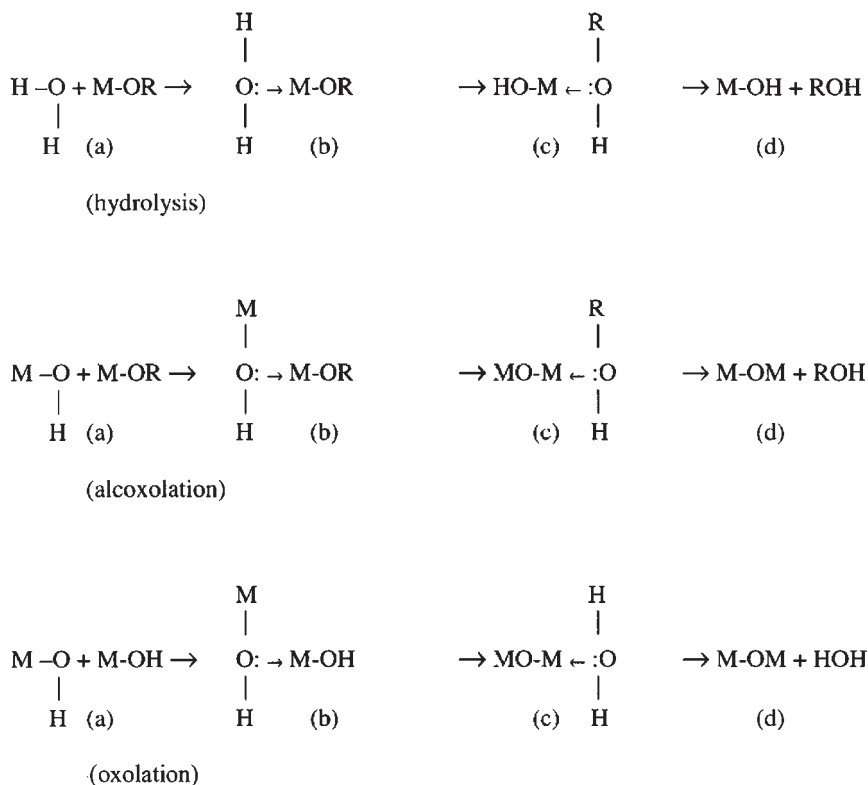 H R
| |
H –O + M-OR → O: → M-OR → HO-M ← :O → M-OH + ROH
| | |
H (a) H (b) (c) H (d)
(hydrolysis)
M R
| |
M –O + M-OR → O: → M-OR → MO-M ← :O → M-OM + ROH
| | |
H (a) H (b) (c) H (d)
(alcoxolation)
M H
| |
M –O + M-OH → O: → M-OH → MO-M ← :O → M-OM + HOH
| | |
H (a) H (b) (c) H (d)
(oxolation)